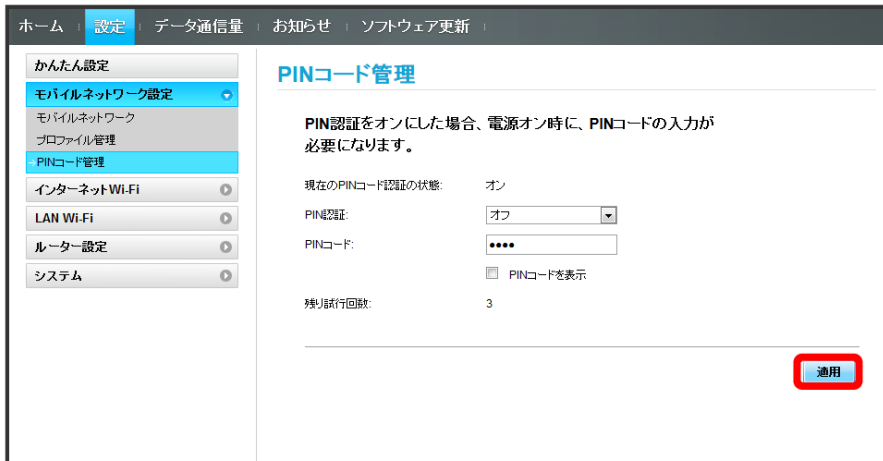 ホーム 設定 データ通信量 お知らせ ソフトウェア更新
かんたん設定
モバイルネットワーク設定
モバイルネットワーク
プロファイル管理
PINコード管理
インターネットWi-Fi
LAN Wi-Fi
ルーター設定
システム
PINコード管理
PIN認証をオンにした場合、電源オン時に、PINコードの入力が
必要になります。
現在のPINコード認証の状態: オン
PIN認証: オフ
PINコード: ••••
PINコードを表示
残り試行回数: 3
適用